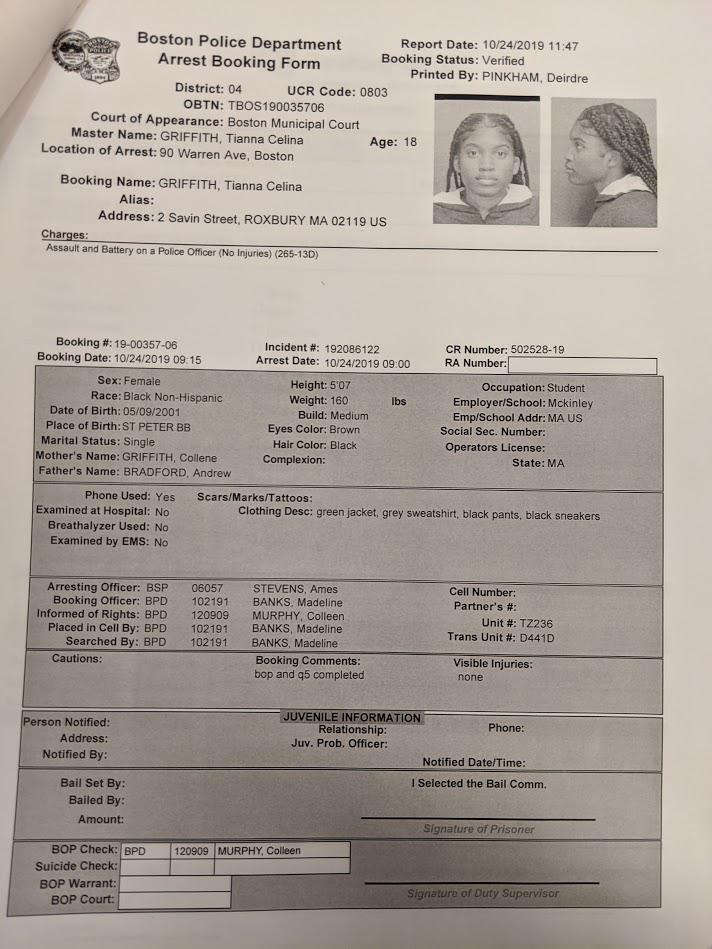 Boston Police Department
Arrest Booking Form
Report Date: 10/24/2019 11:47
Booking Status: Verified
Printed By: PINKHAM, Deirdre
District: 04 UCR Code: 0803
OBTN: TBOS190035706
Court of Appearance: Boston Municipal Court
Master Name: GRIFFITH, Tianna Celina Age: 18
Location of Arrest: 90 Warren Ave, Boston
Booking Name: GRIFFITH, Tianna Celina
Alias:
Address: 2 Savin Street, ROXBURY MA 02119 US
Charges:
Assault and Battery on a Police Officer (No Injuries) (265-13D)
Booking #: 19-00357-06 Incident #: 192086122 CR Number: 502528-19
Booking Date: 10/24/2019 09:15 Arrest Date: 10/24/2019 09:00 RA Number:
Sex: Female Height: 5'07 Occupation: Student
Race: Black Non-Hispanic Weight: 160 lbs Employer/School: Mckinley
Date of Birth: 05/09/2001 Build: Medium Emp/School Addr: MA US
Place of Birth: ST PETER BB Eyes Color: Brown Social Sec. Number:
Marital Status: Single Hair Color: Black Operators License:
Mother's Name: GRIFFITH, Collene Complexion: State: MA
Father's Name: BRADFORD, Andrew
Phone Used: Yes Scars/Marks/Tattoos:
Examined at Hospital: No Clothing Desc: green jacket, grey sweatshirt, black pants, black sneakers
Breathalyzer Used: No
Examined by EMS: No
Arresting Officer: BSP 06057 STEVENS, Ames Cell Number:
Booking Officer: BPD 102191 BANKS, Madeline Partner's #:
Informed of Rights: BPD 120909 MURPHY, Colleen Unit #: TZ236
Placed in Cell By: BPD 102191 BANKS, Madeline Trans Unit #: D441D
Searched By: BPD 102191 BANKS, Madeline
Cautions: Booking Comments: Visible Injuries:
bop and q5 completed none
JUVENILE INFORMATION
Person Notified: Relationship: Phone:
Address: Juv. Prob. Officer:
Notified By: Notified Date/Time:
Bail Set By: I Selected the Bail Comm.
Bailed By:
Amount:
Signature of Prisoner
BOP Check: BPD 120909 MURPHY, Colleen
Suicide Check:
BOP Warrant:
BOP Court:
Signature of Duty Supervisor